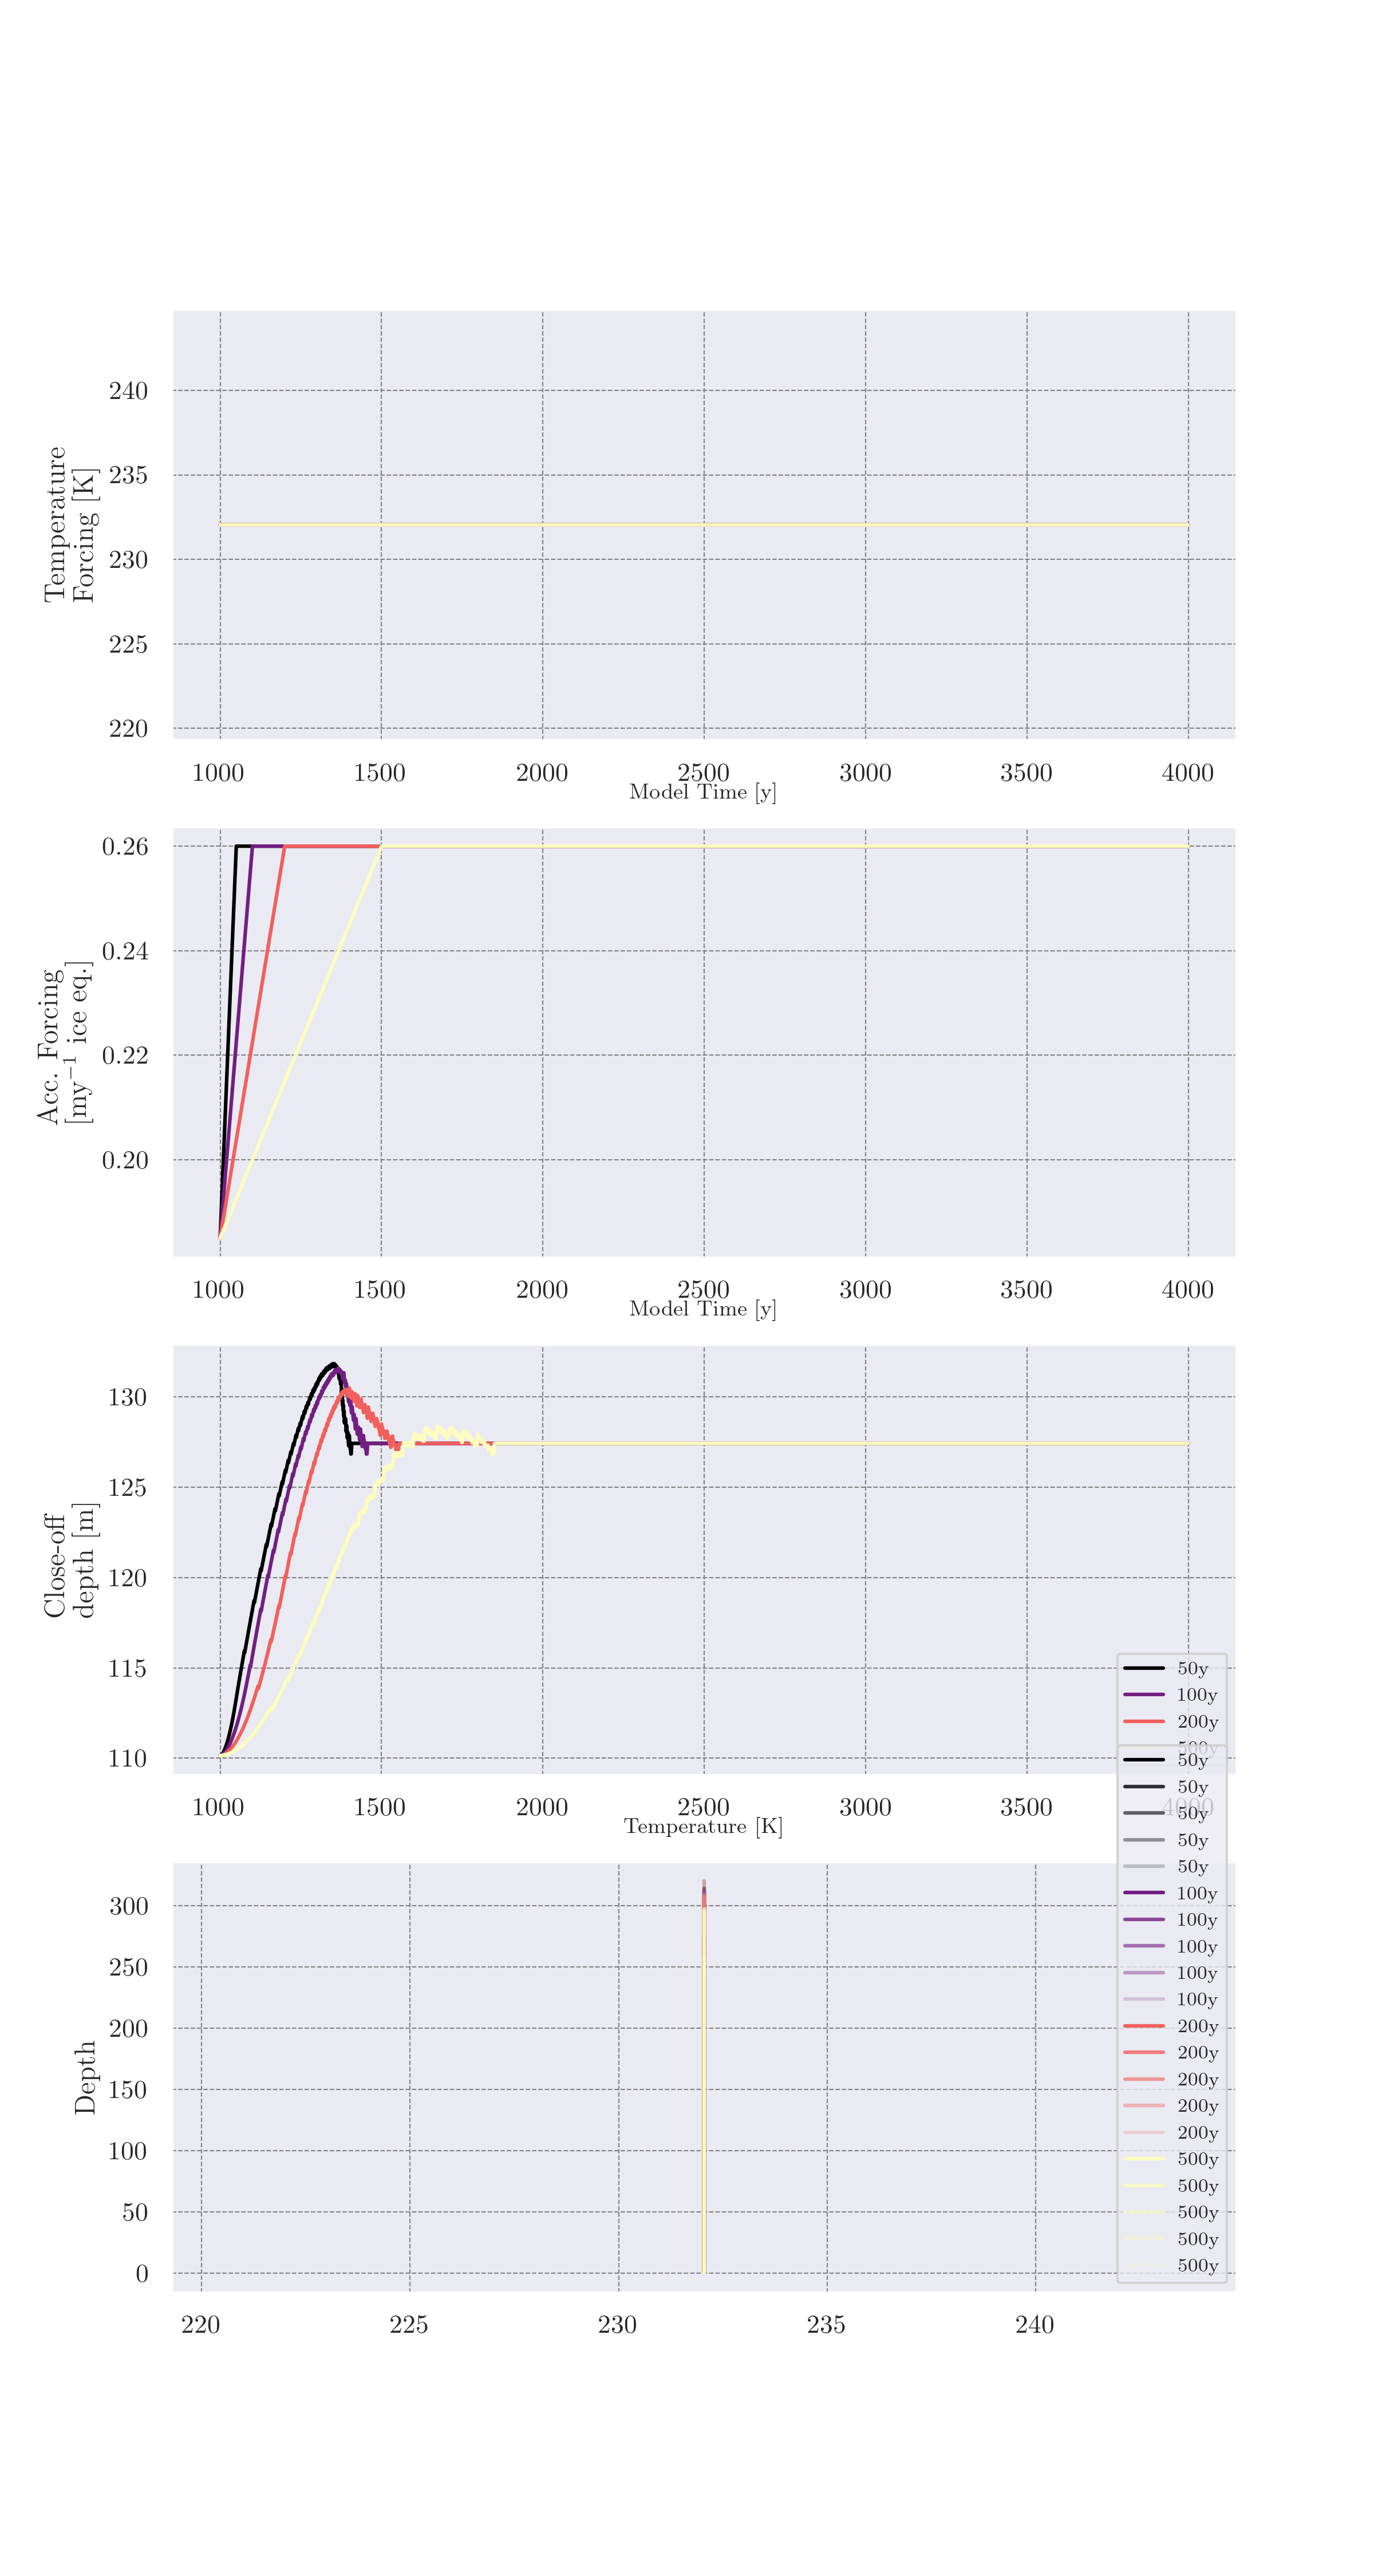 240
235
230
225
220
Temperature
Forcing [K]
1000 1500 2000 2500 3000 3500 4000
Model Time [y]
0.26
0.24
0.22
0.20
Acc. Forcing
[my⁻¹ ice eq.]
1000 1500 2000 2500 3000 3500 4000
Model Time [y]
130
125
120
115
110
Close-off
depth [m]
50y
100y
200y
500y
1000 1500 2000 2500 3000 3500 4000
Temperature [K]
50y
50y
50y
50y
50y
100y
100y
100y
100y
100y
200y
200y
200y
200y
200y
500y
500y
500y
500y
500y
300
250
200
150
100
50
0
Depth
220 225 230 235 240